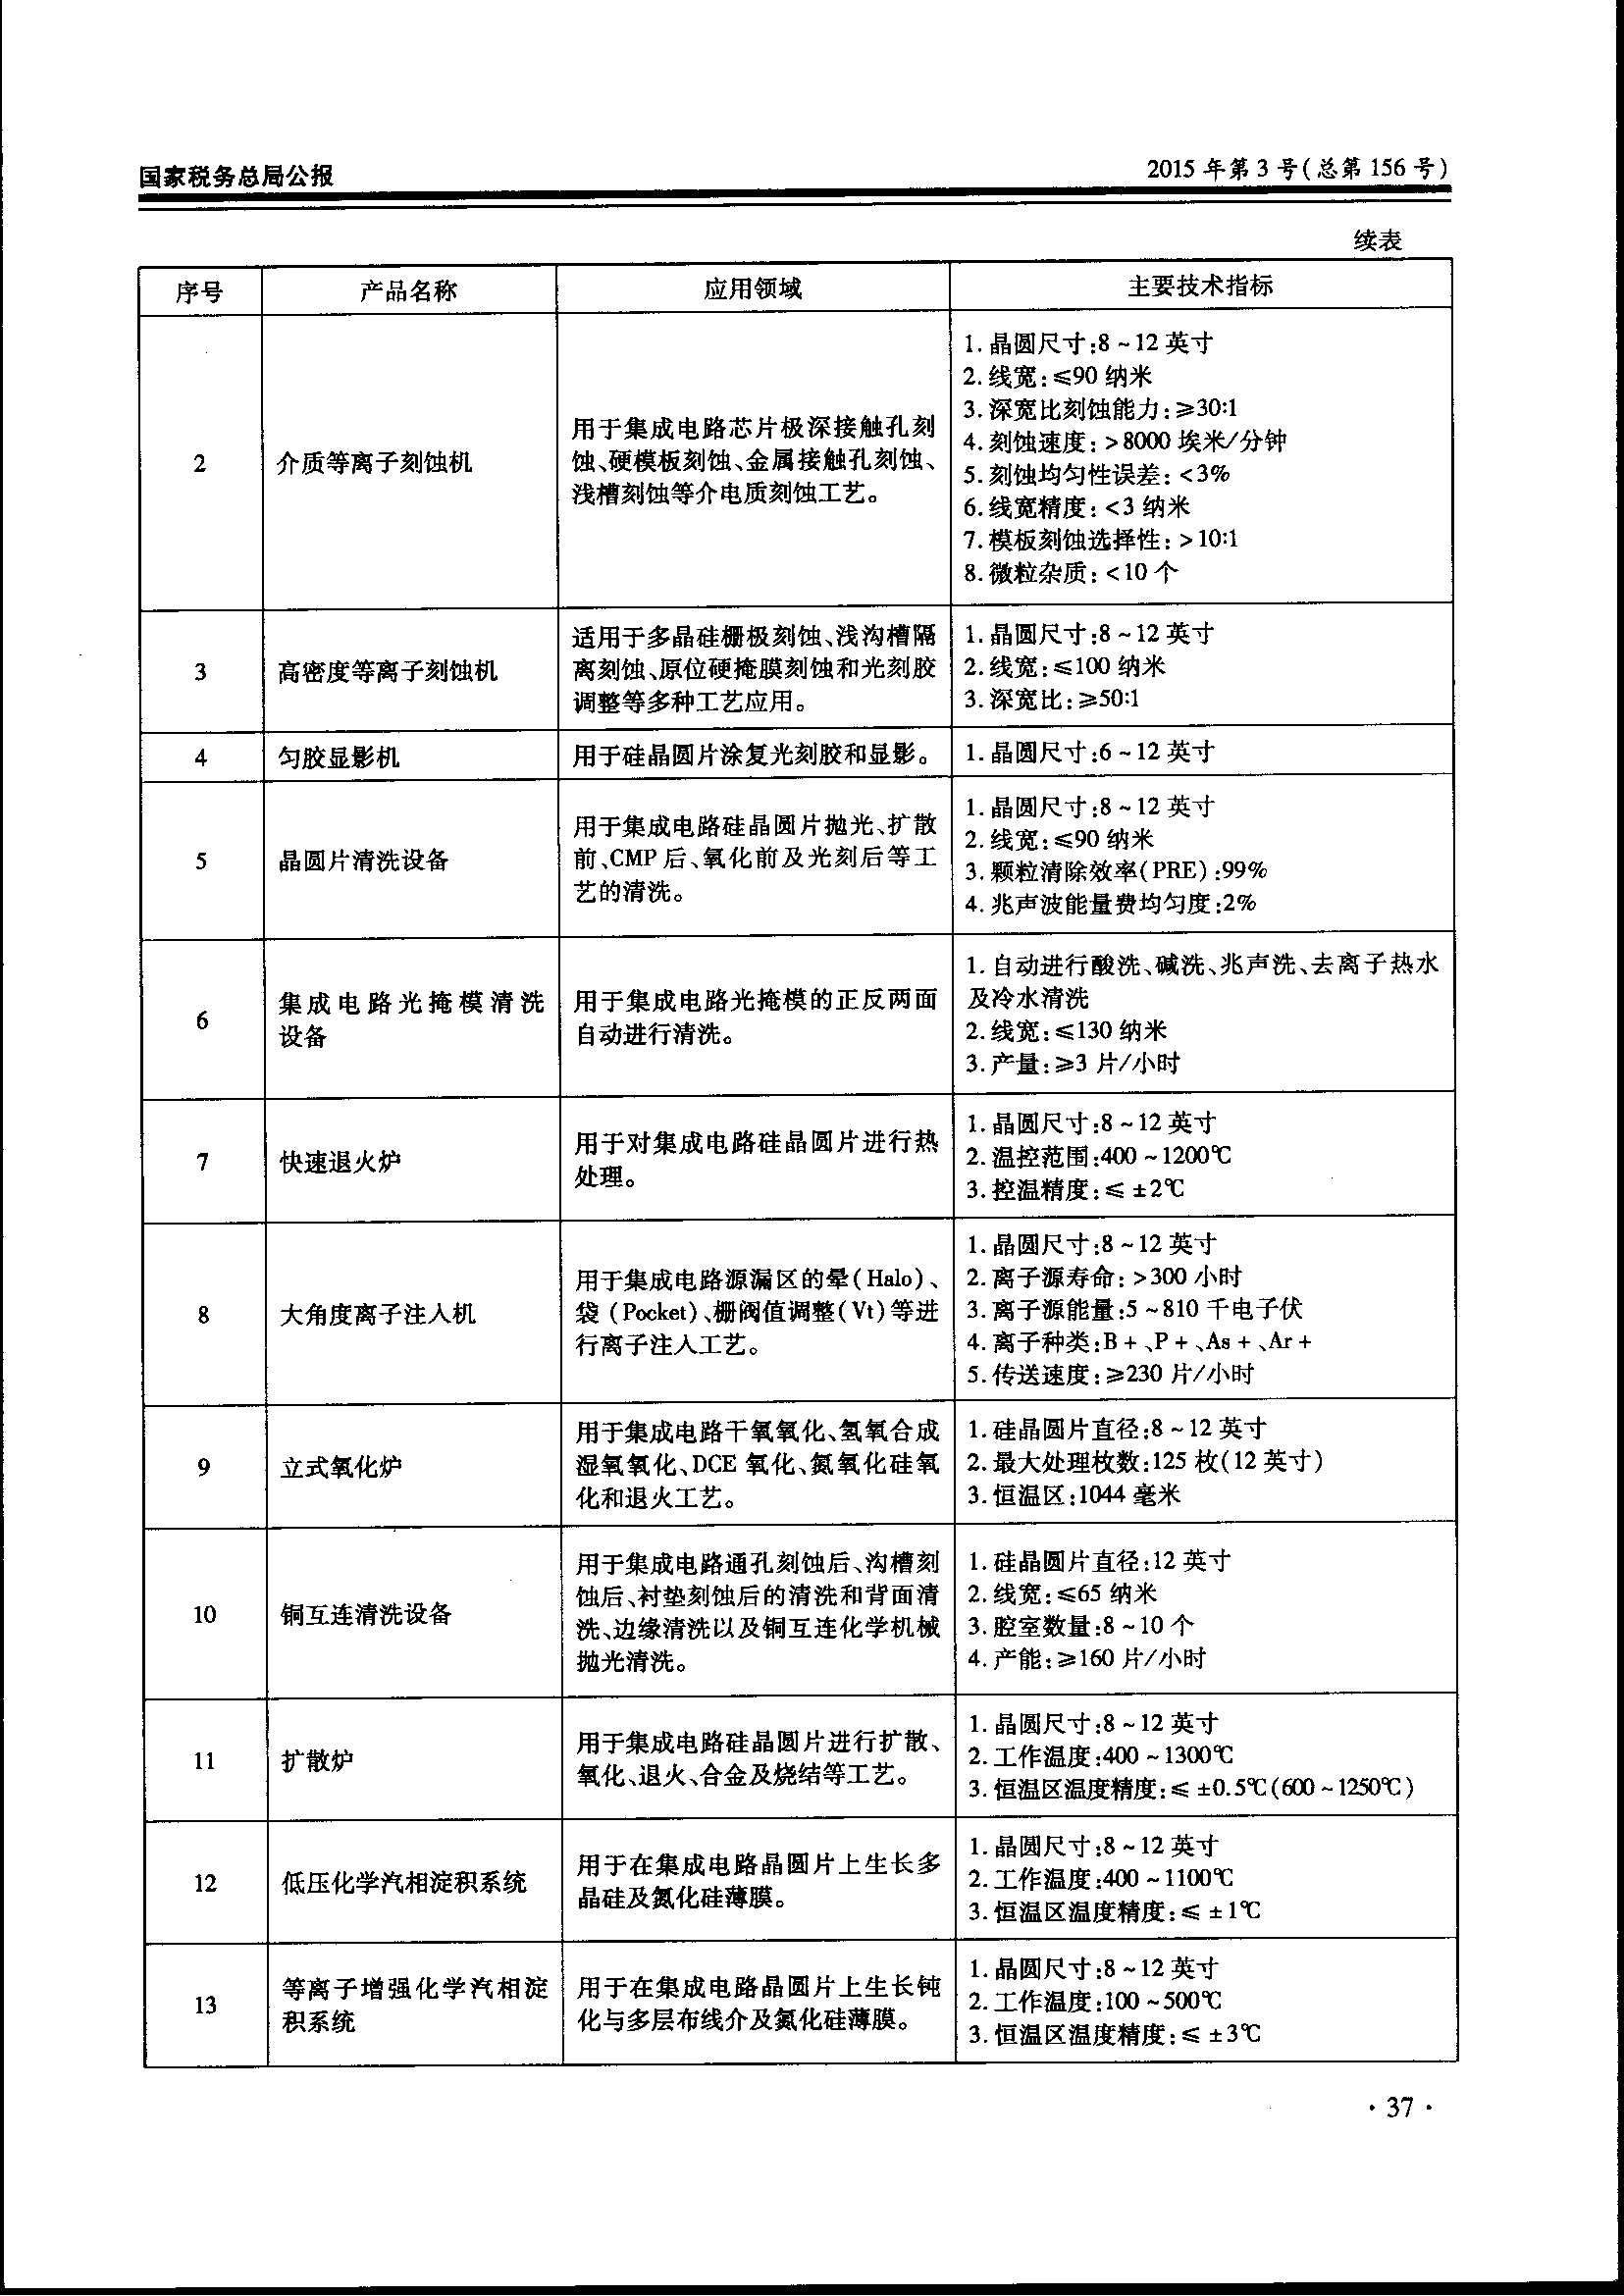 国家税务总局公报
2015 年第 3 号(总第 156 号)
续表
序号
产品名称
应用领域
主要技术指标
2
介质等离子刻蚀机
用于集成电路芯片极深接触孔刻
蚀、硬模板刻蚀、金属接触孔刻蚀、
浅槽刻蚀等介电质刻蚀工艺。
1. 晶圆尺寸:8 ~ 12 英寸
2. 线宽:≤90 纳米
3. 深宽比刻蚀能力:≥30:1
4. 刻蚀速度: > 8000 埃米/分钟
5. 刻蚀均匀性误差: < 3%
6. 线宽精度: < 3 纳米
7. 模板刻蚀选择性: > 10:1
8. 微粒杂质: < 10 个
3
高密度等离子刻蚀机
适用于多晶硅栅极刻蚀、浅沟槽隔
离刻蚀、原位硬掩膜刻蚀和光刻胶
调整等多种工艺应用。
1. 晶圆尺寸:8 ~ 12 英寸
2. 线宽:≤100 纳米
3. 深宽比:≥50:1
4
匀胶显影机
用于硅晶圆片涂复光刻胶和显影。
1. 晶圆尺寸:6 ~ 12 英寸
5
晶圆片清洗设备
用于集成电路硅晶圆片抛光、扩散
前、CMP 后、氧化前及光刻后等工
艺的清洗。
1. 晶圆尺寸:8 ~ 12 英寸
2. 线宽:≤90 纳米
3. 颗粒清除效率(PRE):99%
4. 兆声波能量费均匀度:2%
6
集成电路光掩模清洗
设备
用于集成电路光掩模的正反两面
自动进行清洗。
1. 自动进行酸洗、碱洗、兆声洗、去离子热水
及冷水清洗
2. 线宽:≤130 纳米
3. 产量:≥3 片/小时
7
快速退火炉
用于对集成电路硅晶圆片进行热
处理。
1. 晶圆尺寸:8 ~ 12 英寸
2. 温控范围:400 ~ 1200℃
3. 控温精度:≤ ±2℃
8
大角度离子注入机
用于集成电路源漏区的晕(Halo)、
袋 (Pocket)、栅阀值调整(Vt)等进
行离子注入工艺。
1. 晶圆尺寸:8 ~ 12 英寸
2. 离子源寿命: > 300 小时
3. 离子源能量:5 ~ 810 千电子伏
4. 离子种类:B + 、P + 、As + 、Ar +
5. 传送速度:≥230 片/小时
9
立式氧化炉
用于集成电路干氧氧化、氢氧合成
湿氧氧化、DCE 氧化、氮氧化硅氧
化和退火工艺。
1. 硅晶圆片直径:8 ~ 12 英寸
2. 最大处理枚数:125 枚(12 英寸)
3. 恒温区:1044 毫米
10
铜互连清洗设备
用于集成电路通孔刻蚀后、沟槽刻
蚀后、衬垫刻蚀后的清洗和背面清
洗、边缘清洗以及铜互连化学机械
抛光清洗。
1. 硅晶圆片直径:12 英寸
2. 线宽:≤65 纳米
3. 腔室数量:8 ~ 10 个
4. 产能:≥160 片/小时
11
扩散炉
用于集成电路硅晶圆片进行扩散、
氧化、退火、合金及烧结等工艺。
1. 晶圆尺寸:8 ~ 12 英寸
2. 工作温度:400 ~ 1300℃
3. 恒温区温度精度:≤ ±0.5℃(600 ~ 1250℃)
12
低压化学汽相淀积系统
用于在集成电路晶圆片上生长多
晶硅及氮化硅薄膜。
1. 晶圆尺寸:8 ~ 12 英寸
2. 工作温度:400 ~ 1100℃
3. 恒温区温度精度:≤ ±1℃
13
等离子增强化学汽相淀
积系统
用于在集成电路晶圆片上生长钝
化与多层布线介及氮化硅薄膜。
1. 晶圆尺寸:8 ~ 12 英寸
2. 工作温度:100 ~ 500℃
3. 恒温区温度精度:≤ ±3℃
· 37 ·